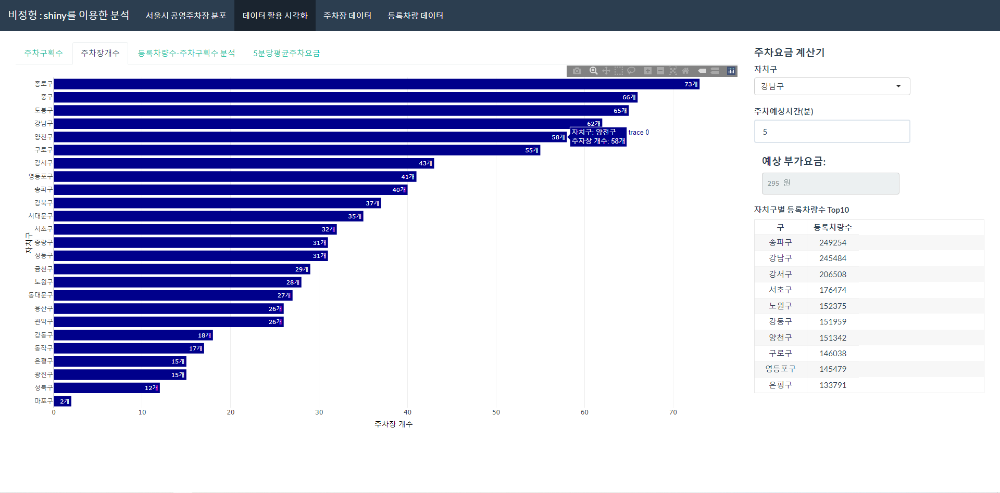 비정형 : shiny를 이용한 분석 서울시 공영주차장 분포 데이터 활용 시각화 주차장 데이터 등록차량 데이터
주차구획수 주차장개수 등록차량수-주차구획수 분석 5분당평균주차요금
종로구 73개
중구 66개
도봉구 65개
강남구 62개
양천구 58개
자치구: 양천구 trace 0
주차장 개수: 58개
구로구 55개
강서구 43개
영등포구 41개
송파구 40개
강북구 37개
서대문구 35개
서초구 32개
중랑구 31개
성동구 31개
금천구 29개
노원구 28개
동대문구 27개
용산구 26개
관악구 26개
강동구 18개
동작구 17개
은평구 15개
광진구 15개
성북구 12개
마포구 2개
자치구
0 10 20 30 40 50 60 70
주차장 개수
주차요금 계산기
자치구
강남구
주차예상시간(분)
5
예상 부가요금:
295 원
자치구별 등록차량수 Top10
구 등록차량수
송파구 249254
강남구 245484
강서구 206508
서초구 176474
노원구 152375
강동구 151959
양천구 151342
구로구 146038
영등포구 145479
은평구 133791